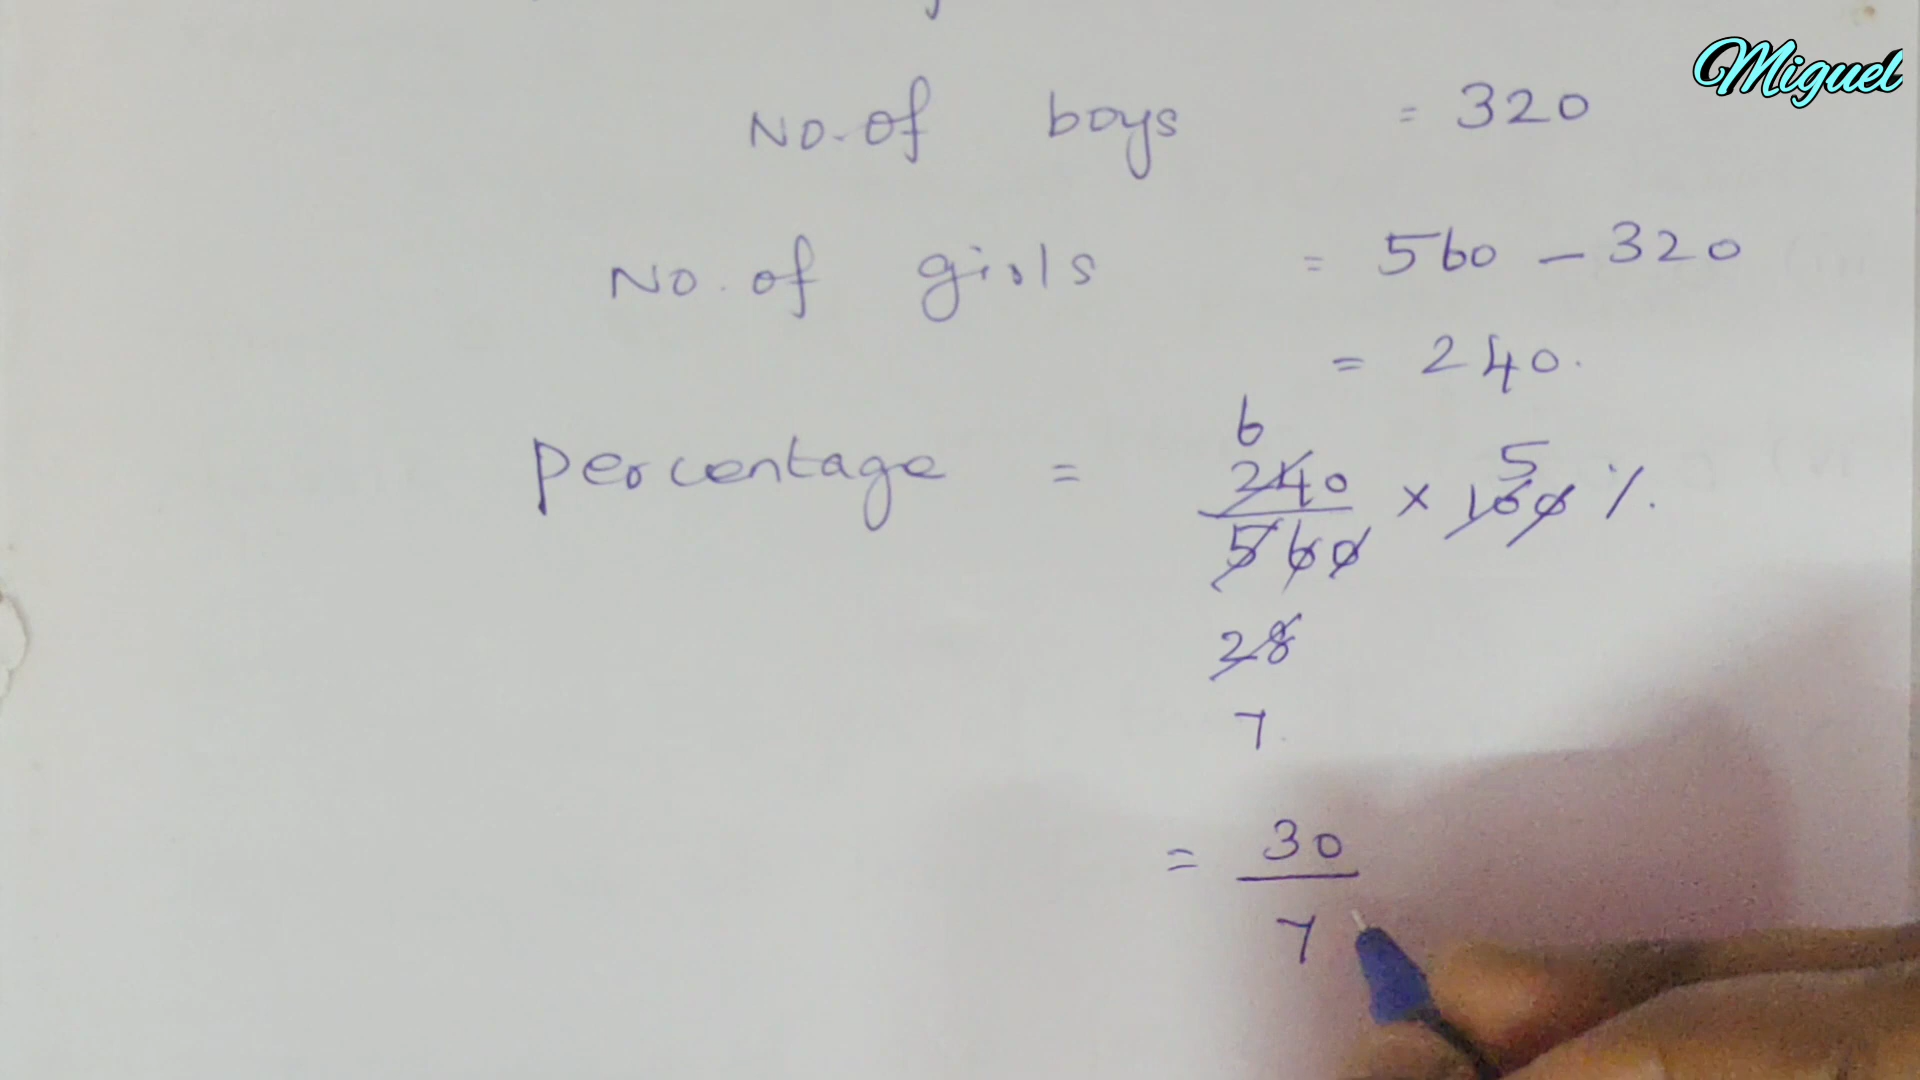 Miguel
No. of boys = 320
No. of girls = 560 - 320
= 240.
6
5
Percentage = 240/560 × 100 %.
28
7.
= 30/7